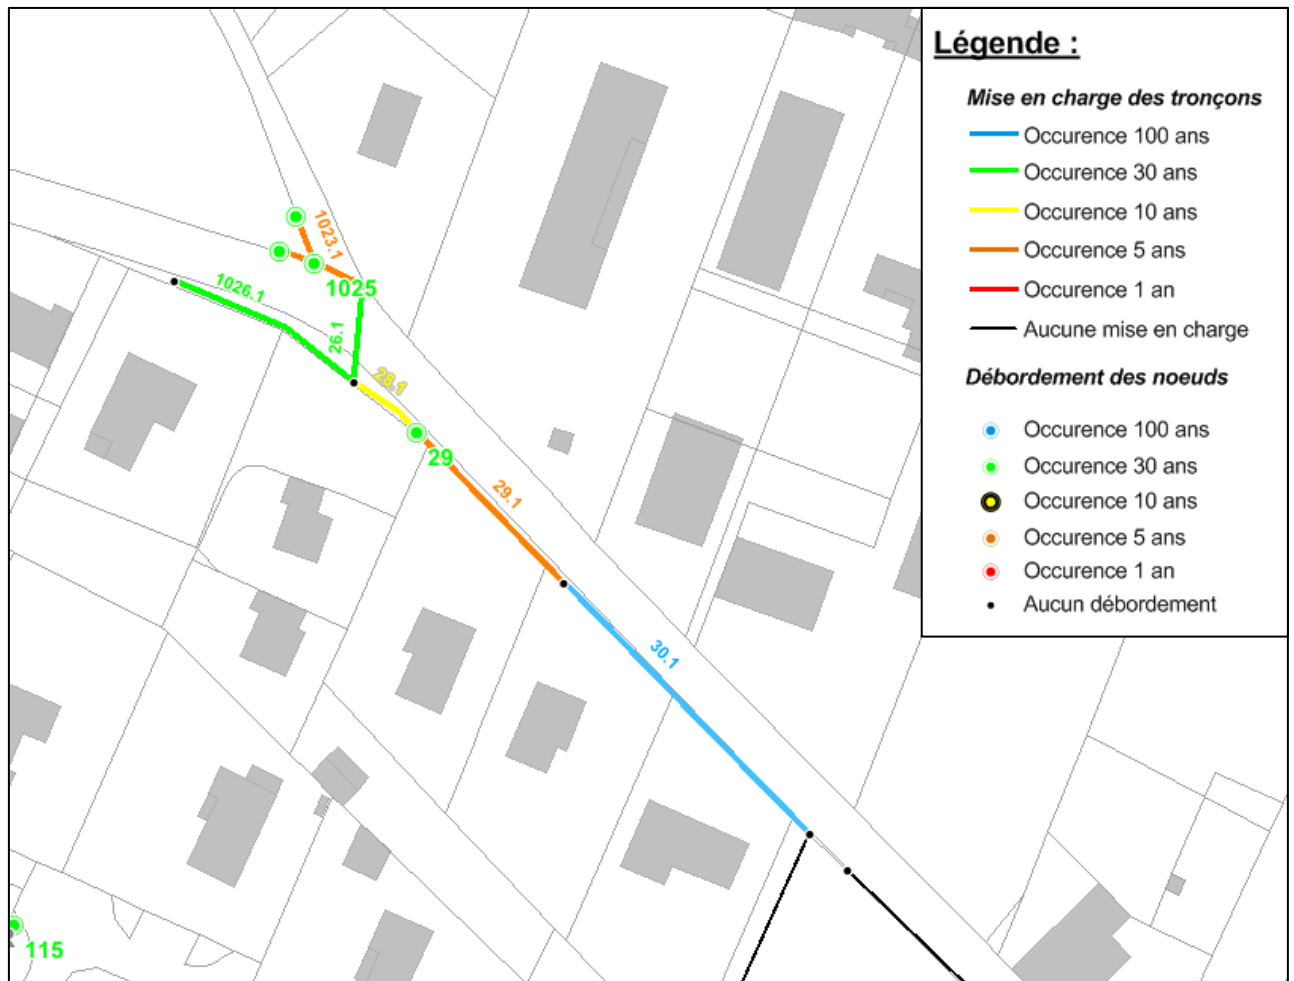 Légende :
Mise en charge des tronçons
Occurence 100 ans
Occurence 30 ans
Occurence 10 ans
Occurence 5 ans
Occurence 1 an
Aucune mise en charge
Débordement des noeuds
Occurence 100 ans
Occurence 30 ans
Occurence 10 ans
Occurence 5 ans
Occurence 1 an
Aucun débordement
1023.1
1025
1026.1
26.1
28.1
29
29.1
30.1
115